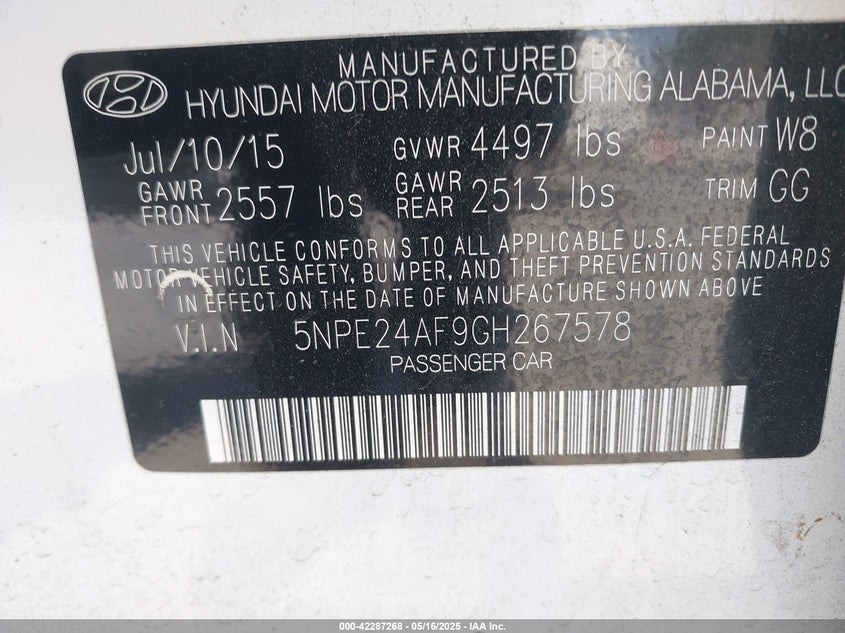 MANUFACTURED BY
HYUNDAI MOTOR MANUFACTURING ALABAMA, LLC
Jul/10/15 GVWR 4497 lbs PAINT W8
GAWR FRONT 2557 lbs GAWR REAR 2513 lbs TRIM GG
THIS VEHICLE CONFORMS TO ALL APPLICABLE U.S.A. FEDERAL
MOTOR VEHICLE SAFETY, BUMPER, AND THEFT PREVENTION STANDARDS
IN EFFECT ON THE DATE OF MANUFACTURE SHOWN ABOVE
V.I.N 5NPE24AF9GH267578
PASSENGER CAR
000-42287268 - 05/16/2025 - IAA Inc.